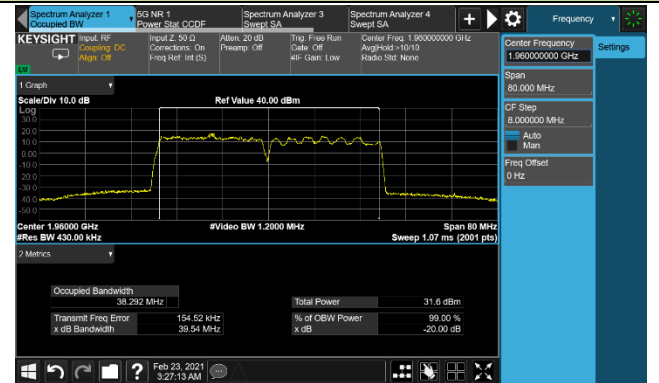 Spectrum Analyzer 1
Occupied BW
5G NR 1
Power Stat CCDF
Spectrum Analyzer 3
Swept SA
Spectrum Analyzer 4
Swept SA
Frequency
KEYSIGHT
Input: RF
Coupling: DC
Align: Off
Input Z: 50 Ω
Corrections: On
Freq Ref: Int (S)
Atten: 20 dB
Preamp: Off
Trig: Free Run
Gate: Off
#IF Gain: Low
Center Freq: 1.960000000 GHz
Avg|Hold:>10/10
Radio Std: None
Center Frequency
1.960000000 GHz
Settings
Span
80.000 MHz
CF Step
8.000000 MHz
Auto
Man
Freq Offset
0 Hz
1 Graph
Scale/Div 10.0 dB
Ref Value 40.00 dBm
Log
30.0
20.0
10.0
0.00
-10.0
-20.0
-30.0
-40.0
-50.0
Center 1.96000 GHz
#Video BW 1.2000 MHz
Span 80 MHz
#Res BW 430.00 kHz
Sweep 1.07 ms (2001 pts)
2 Metrics
Occupied Bandwidth
38.292 MHz
Total Power
31.6 dBm
Transmit Freq Error
154.52 kHz
% of OBW Power
99.00 %
x dB Bandwidth
39.54 MHz
x dB
-20.00 dB
Feb 23, 2021
3:27:13 AM